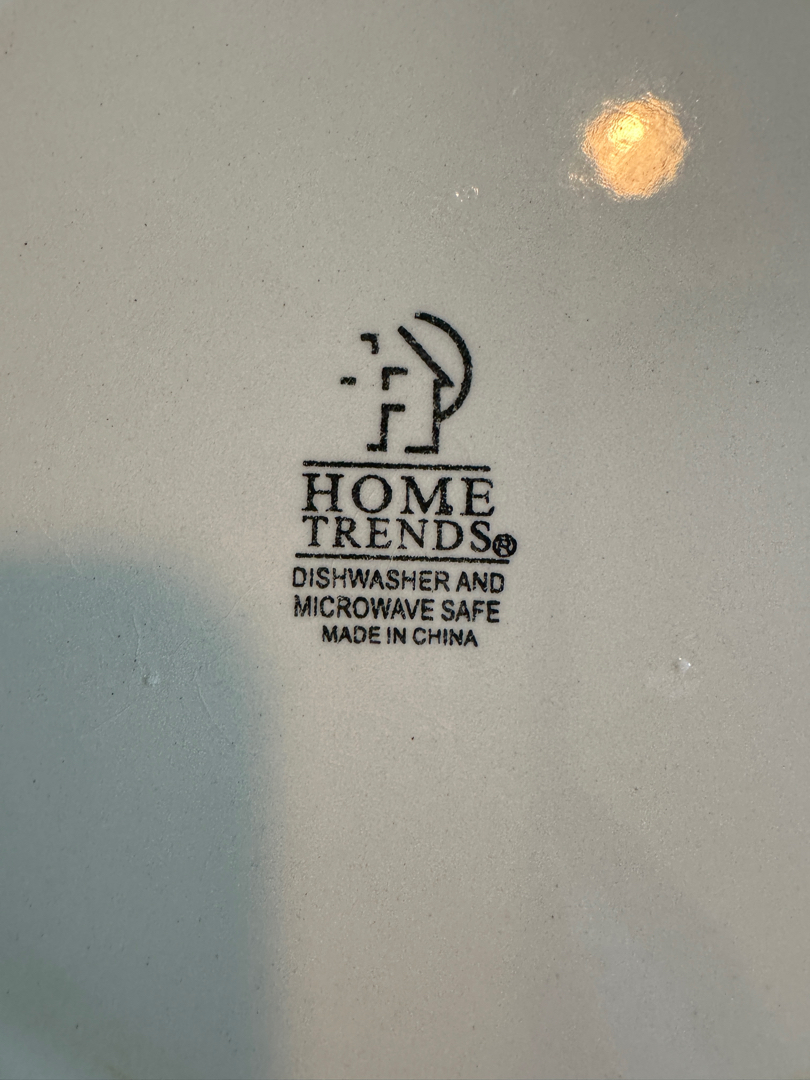 HOME
TRENDS®
DISHWASHER AND
MICROWAVE SAFE
MADE IN CHINA